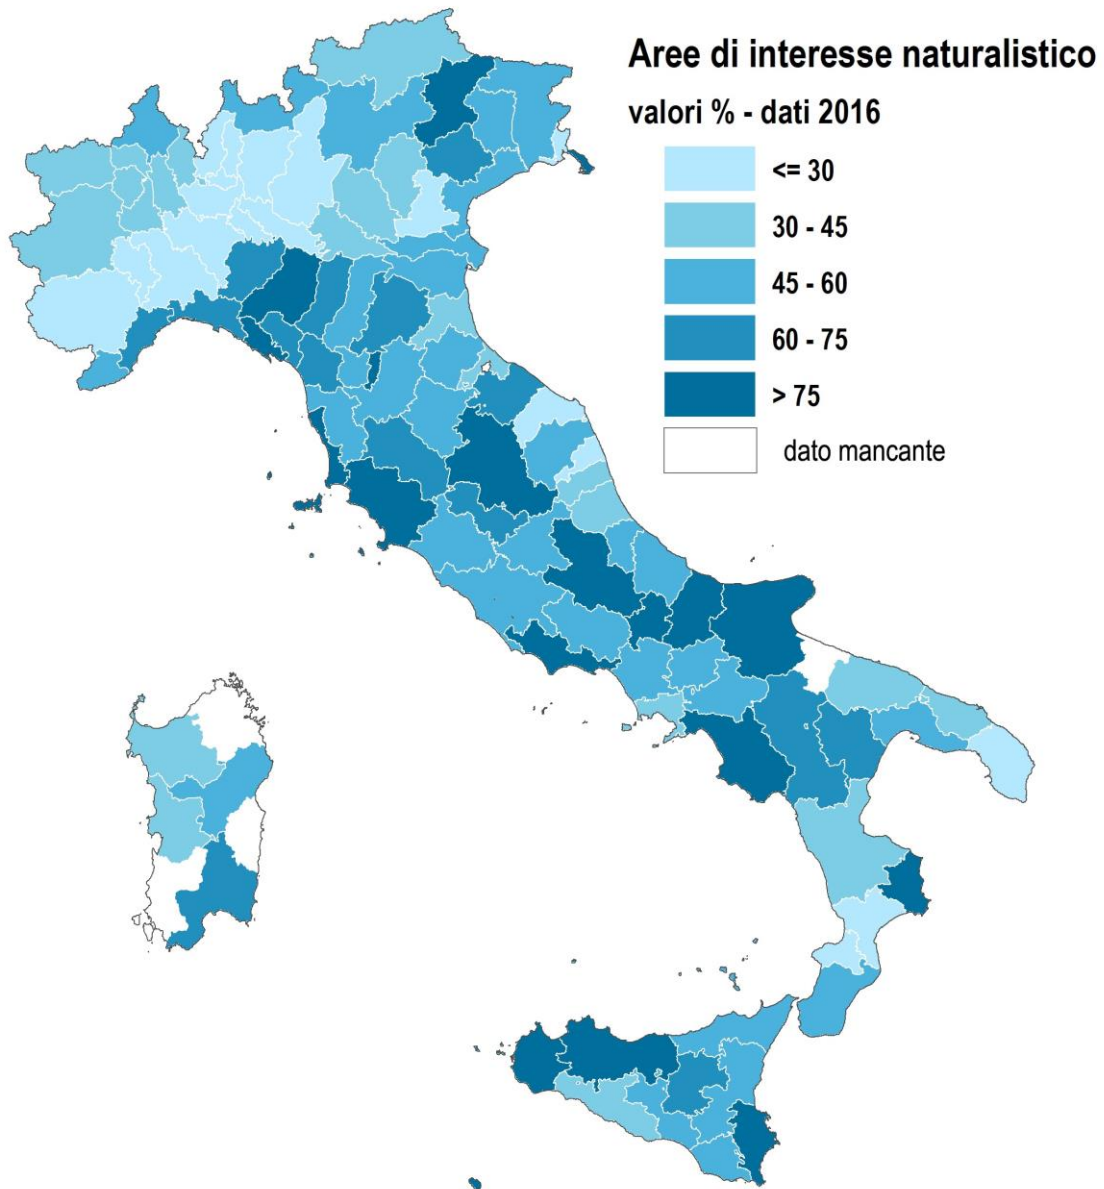 Aree di interesse naturalistico
valori % - dati 2016
<= 30
30 - 45
45 - 60
60 - 75
> 75
dato mancante